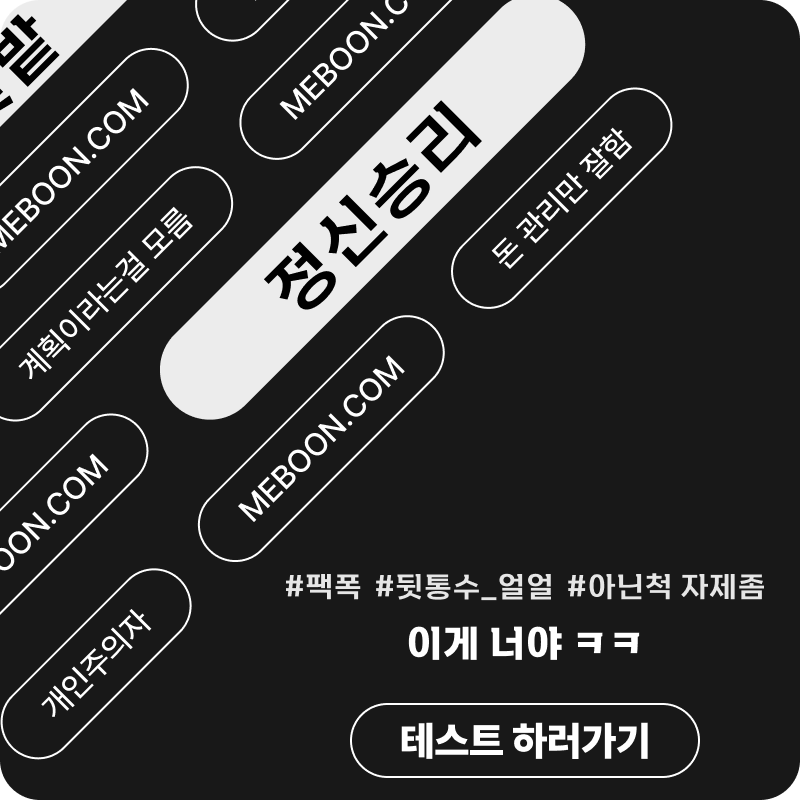 MEBOON.COM
MEBOON.C
계획이라는걸 모름
정신승리
돈 관리만 잘함
OON.COM
MEBOON.COM
개인주의자
#팩폭 #뒷통수_얼얼 #아닌척 자제좀
이게 너야 ㅋㅋ
테스트 하러가기